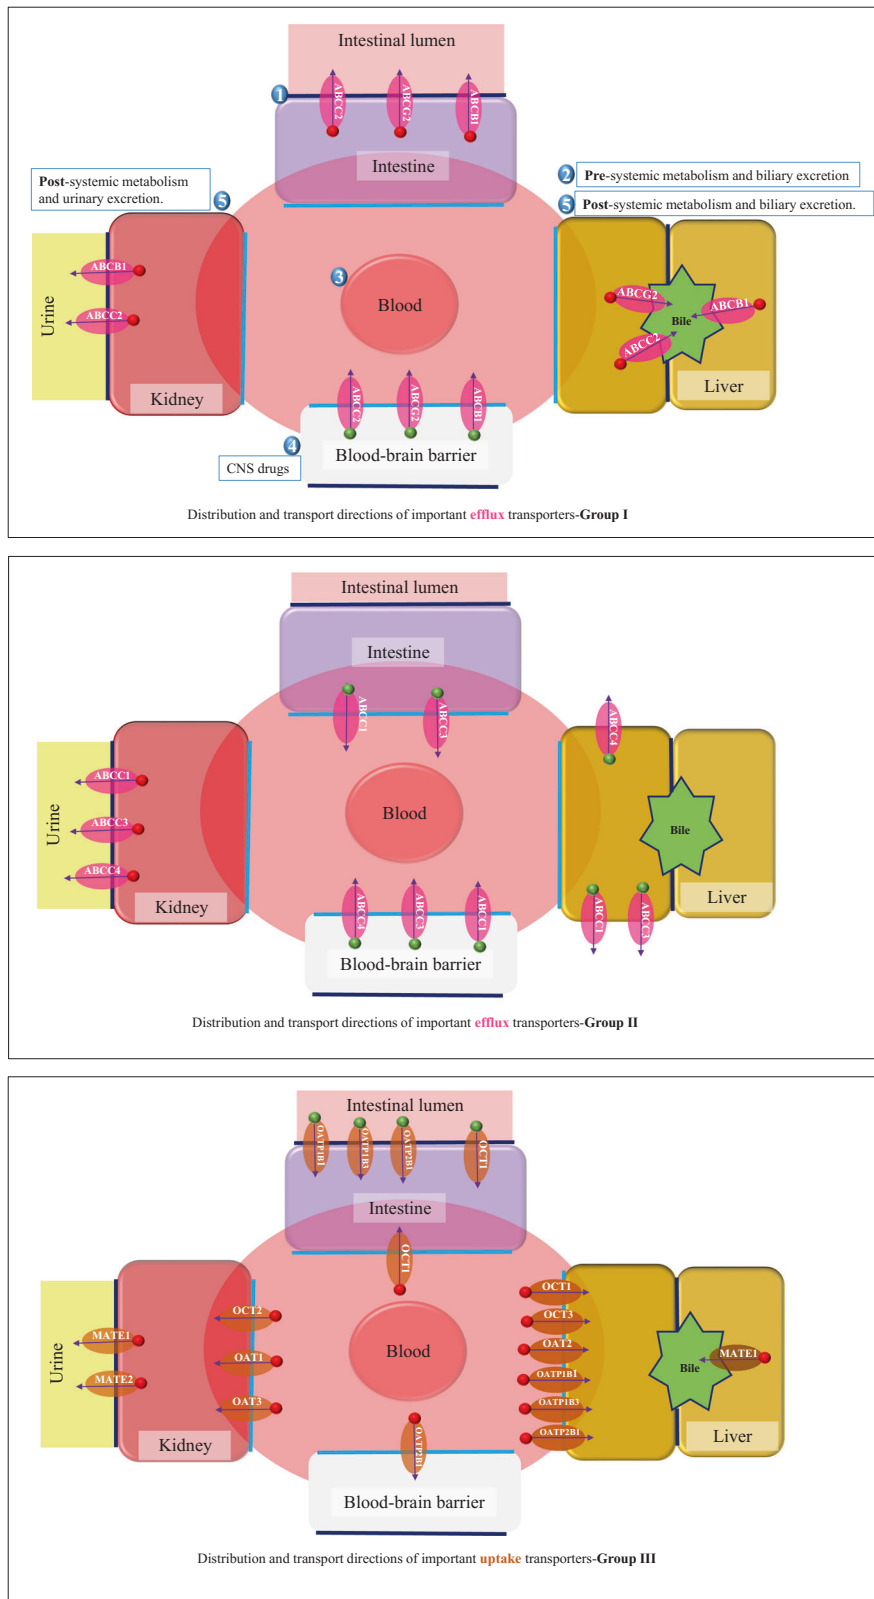 Intestinal lumen
1
ABCC2
ABCG2
ABCB1
Intestine
Post-systemic metabolism
and urinary excretion.
5
2
Pre-systemic metabolism and biliary excretion
5
Post-systemic metabolism and biliary excretion.
Urine
ABCB1
ABCC2
Kidney
3
Blood
ABCG2
ABCB1
ABCC2
Bile
Liver
ABCC2
ABCG2
ABCB1
4
CNS drugs
Blood-brain barrier
Distribution and transport directions of important efflux transporters-Group I
Intestinal lumen
Intestine
ABCC1
ABCC3
ABCC4
Urine
ABCC1
ABCC3
ABCC4
Kidney
Blood
Bile
Liver
ABCC4
ABCC3
ABCC1
ABCC1
ABCC3
Blood-brain barrier
Distribution and transport directions of important efflux transporters-Group II
Intestinal lumen
OATP1B1
OATP1B3
OATP2B1
OCT1
Intestine
OCT1
Urine
MATE1
MATE2
OCT2
OAT1
OAT3
Kidney
Blood
OCT1
OCT3
OAT2
OATP1B1
OATP1B3
OATP2B1
MATE1
Bile
Liver
OATP2B1
Blood-brain barrier
Distribution and transport directions of important uptake transporters-Group III